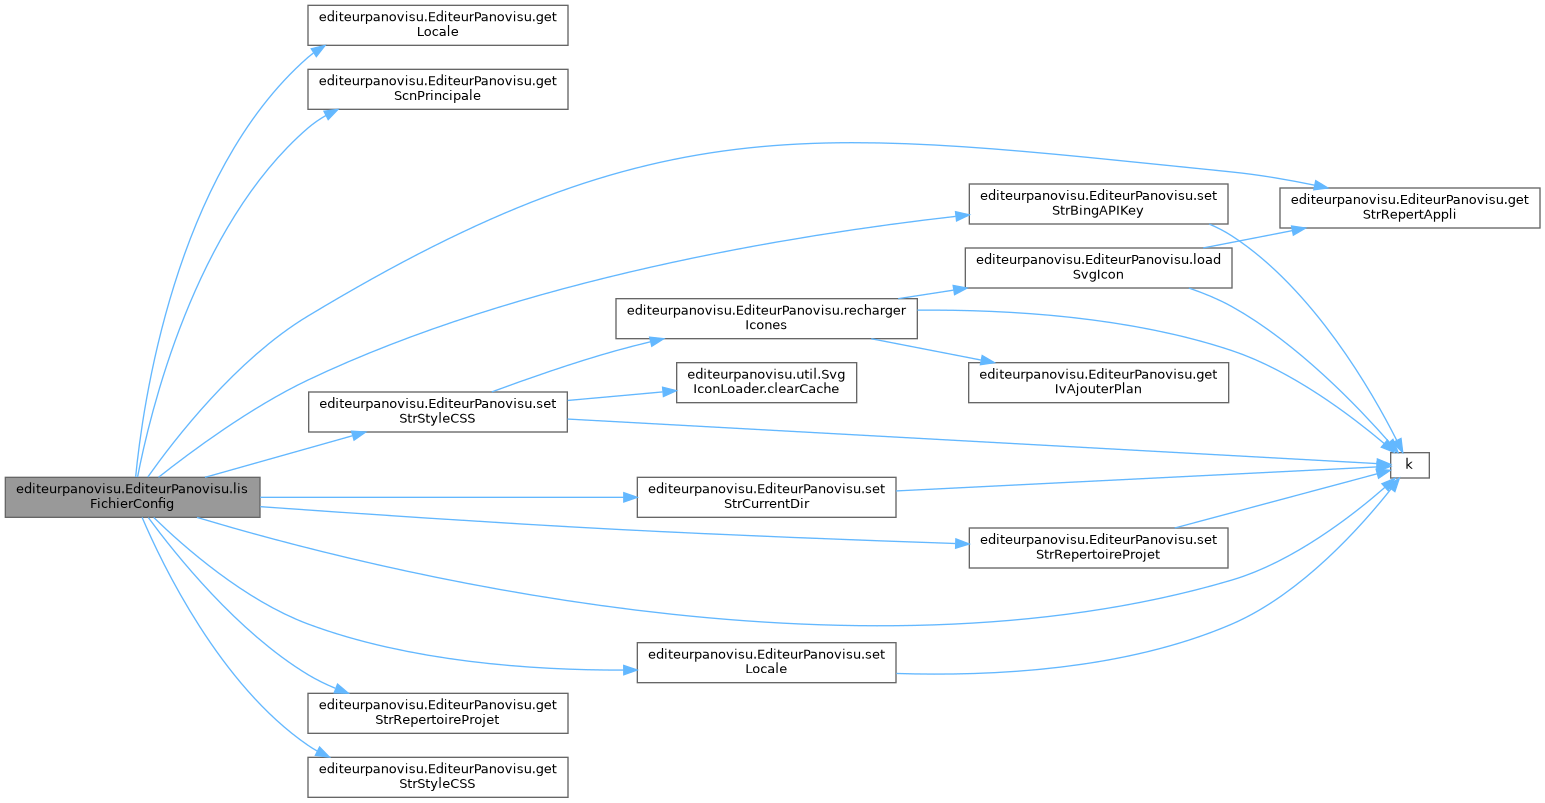 editeurpanovisu.EditeurPanovisu.get
Locale
editeurpanovisu.EditeurPanovisu.get
ScnPrincipale
editeurpanovisu.EditeurPanovisu.set
StrBingAPIKey
editeurpanovisu.EditeurPanovisu.get
StrRepertAppli
editeurpanovisu.EditeurPanovisu.load
SvgIcon
editeurpanovisu.EditeurPanovisu.recharger
Icones
editeurpanovisu.util.Svg
IconLoader.clearCache
editeurpanovisu.EditeurPanovisu.get
IvAjouterPlan
editeurpanovisu.EditeurPanovisu.set
StrStyleCSS
k
editeurpanovisu.EditeurPanovisu.lis
FichierConfig
editeurpanovisu.EditeurPanovisu.set
StrCurrentDir
editeurpanovisu.EditeurPanovisu.set
StrRepertoireProjet
editeurpanovisu.EditeurPanovisu.set
Locale
editeurpanovisu.EditeurPanovisu.get
StrRepertoireProjet
editeurpanovisu.EditeurPanovisu.get
StrStyleCSS